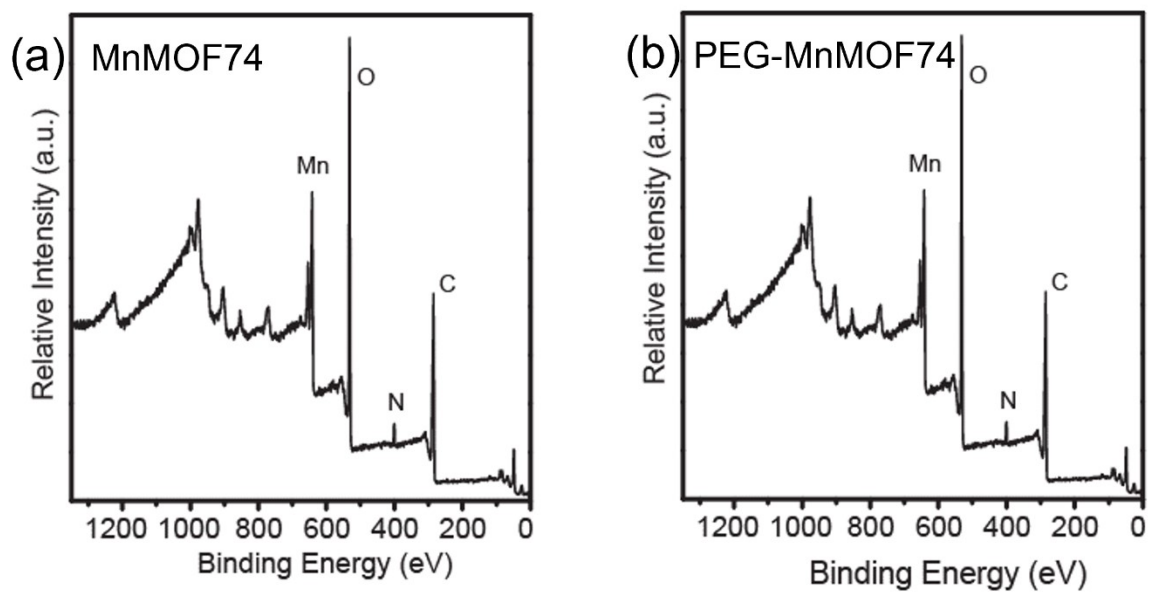 (a) MnMOF74
Relative Intensity (a.u.)
O
Mn
C
N
1200 1000 800 600 400 200 0
Binding Energy (eV)
(b) PEG-MnMOF74
Relative Intensity (a.u.)
O
Mn
C
N
1200 1000 800 600 400 200 0
Binding Energy (eV)